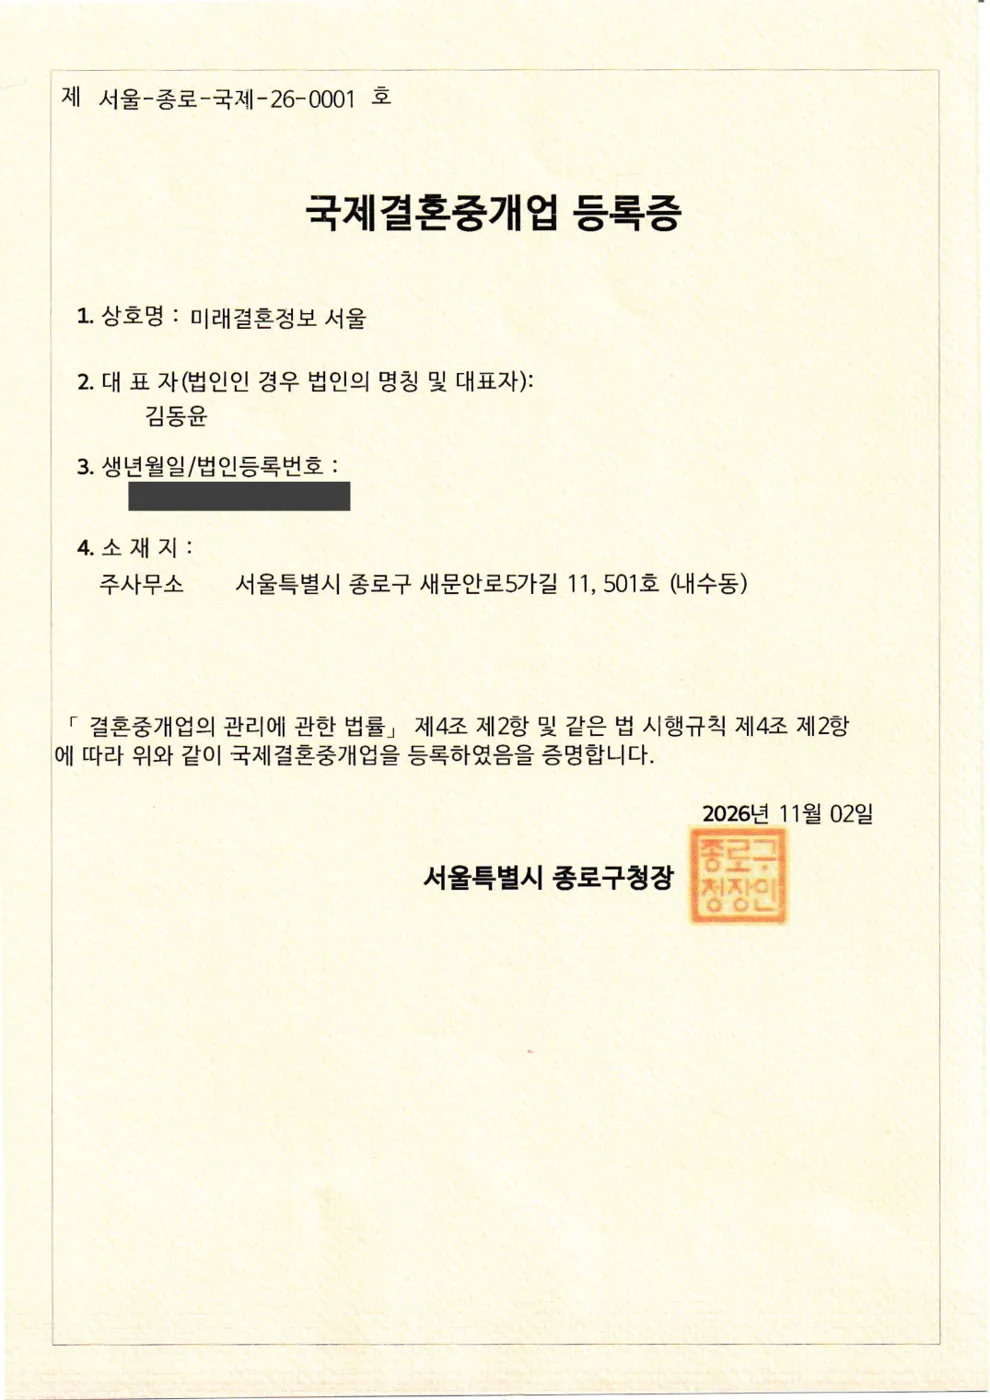 제 서울-종로-국제-26-0001 호
국제결혼중개업 등록증
1. 상호명 : 미래결혼정보 서울
2. 대 표 자(법인인 경우 법인의 명칭 및 대표자):
김동윤
3. 생년월일/법인등록번호 :
4. 소 재 지 :
주사무소 서울특별시 종로구 새문안로5가길 11, 501호 (내수동)
「 결혼중개업의 관리에 관한 법률」 제4조 제2항 및 같은 법 시행규칙 제4조 제2항
에 따라 위와 같이 국제결혼중개업을 등록하였음을 증명합니다.
2026년 11월 02일
서울특별시 종로구청장
종로구
청장인